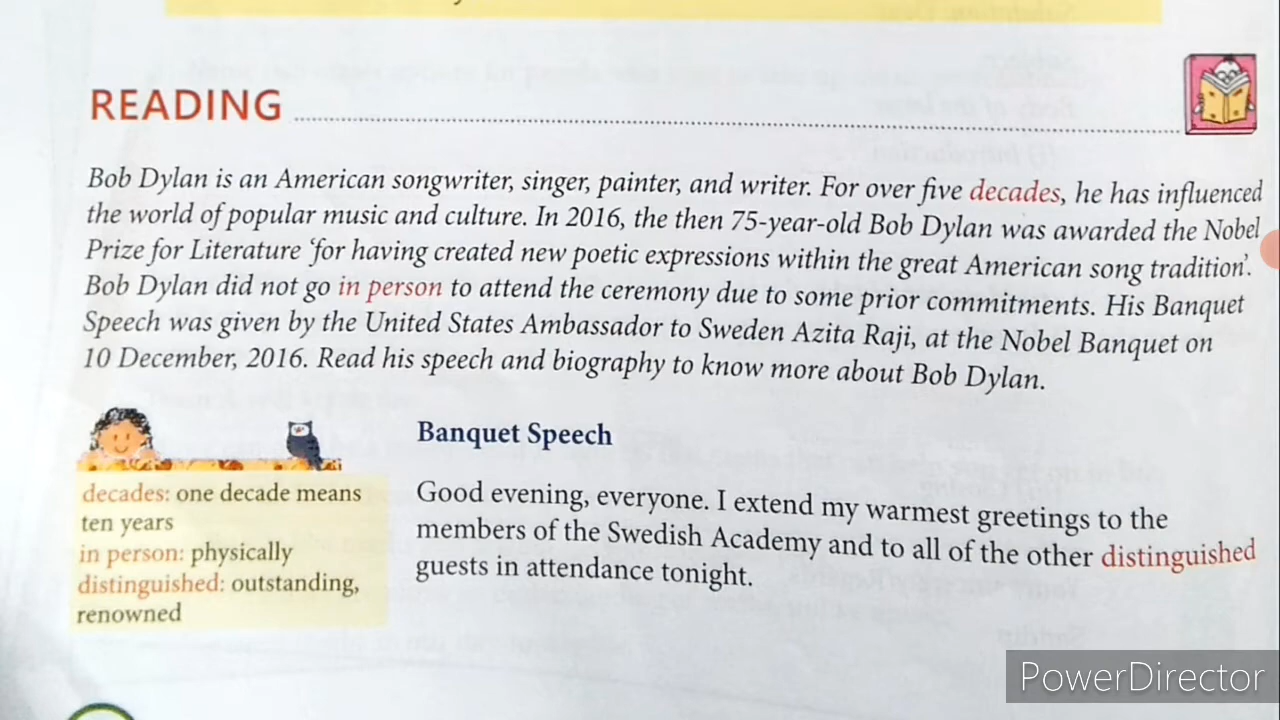 READING
Bob Dylan is an American songwriter, singer, painter, and writer. For over five decades, he has influenced
the world of popular music and culture. In 2016, the then 75-year-old Bob Dylan was awarded the Nobel
Prize for Literature ‘for having created new poetic expressions within the great American song tradition’.
Bob Dylan did not go in person to attend the ceremony due to some prior commitments. His Banquet
Speech was given by the United States Ambassador to Sweden Azita Raji, at the Nobel Banquet on
10 December, 2016. Read his speech and biography to know more about Bob Dylan.
decades: one decade means
ten years
in person: physically
distinguished: outstanding,
renowned
Banquet Speech
Good evening, everyone. I extend my warmest greetings to the
members of the Swedish Academy and to all of the other distinguished
guests in attendance tonight.
PowerDirector